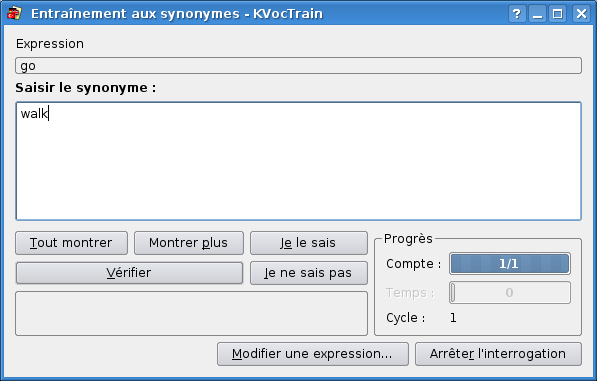 Entraînement aux synonymes - KVocTrain
Expression
go
Saisir le synonyme :
walk
Tout montrer
Montrer plus
Je le sais
Vérifier
Je ne sais pas
Progrès
Compte : 1/1
Temps : 0
Cycle : 1
Modifier une expression...
Arrêter l'interrogation